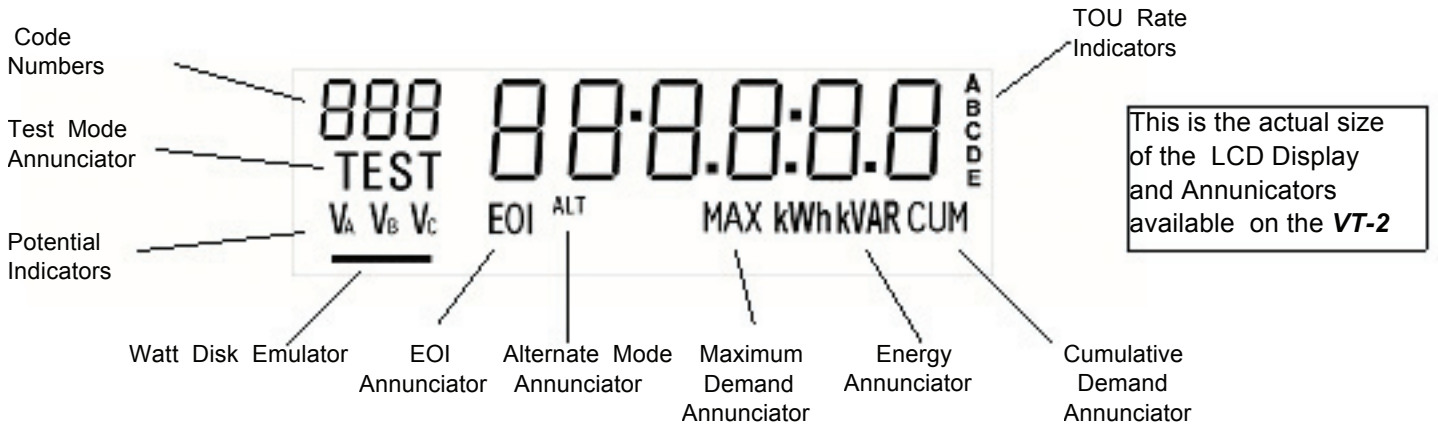 Code
Numbers
Test Mode
Annunciator
Potential
Indicators
TOU Rate
Indicators
888
88:8.8:8.8
A
B
C
D
E
TEST
VA VB VC
EOI ALT
MAX kWh kVAR CUM
This is the actual size
of the LCD Display
and Annunicators
available on the VT-2
Watt Disk Emulator
EOI
Annunciator
Alternate Mode
Annunciator
Maximum
Demand
Annunciator
Energy
Annunciator
Cumulative
Demand
Annunciator